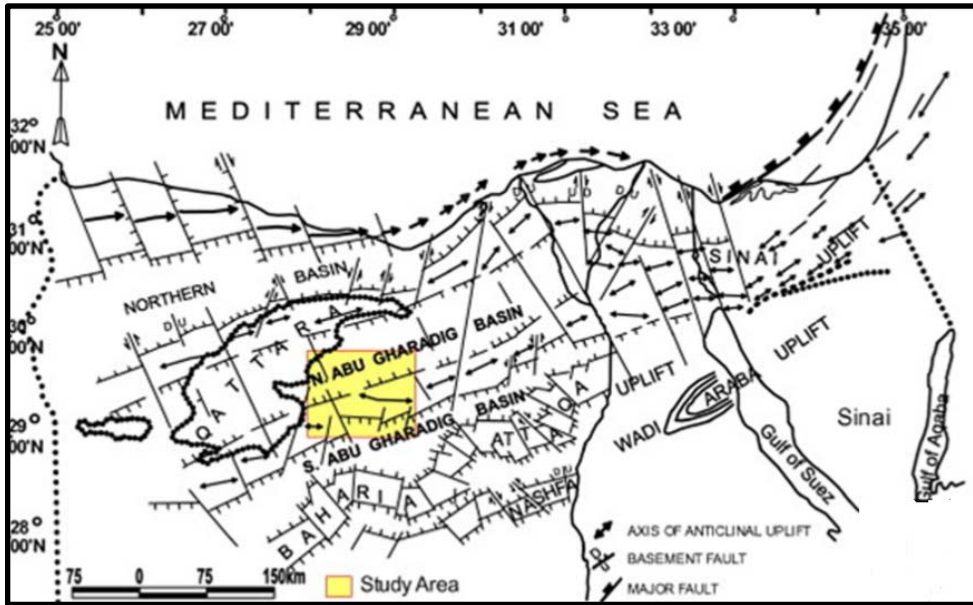 25 00' 27 00' 29 00' 31 00' 33 00' 35 00'
N
MEDITERRANEAN SEA
32°
00'N
31°
00'N
30
00'N
29°
00'N
28°
00'N
D U
U D
D U
SINAI
UPLIFT
NORTHERN BASIN
D U
QATTARA
N. ABU GHARADIG BASIN
S. ABU GHARADIG BASIN
KATTANIYA
UPLIFT
WADI ARABA UPLIFT
Sinai
Gulf of Suez
Gulf of Aqaba
BAHARIA
NASHFA
D U
AXIS OF ANTICLINAL UPLIFT
D U
BASEMENT FAULT
MAJOR FAULT
75 0 75 150km
Study Area